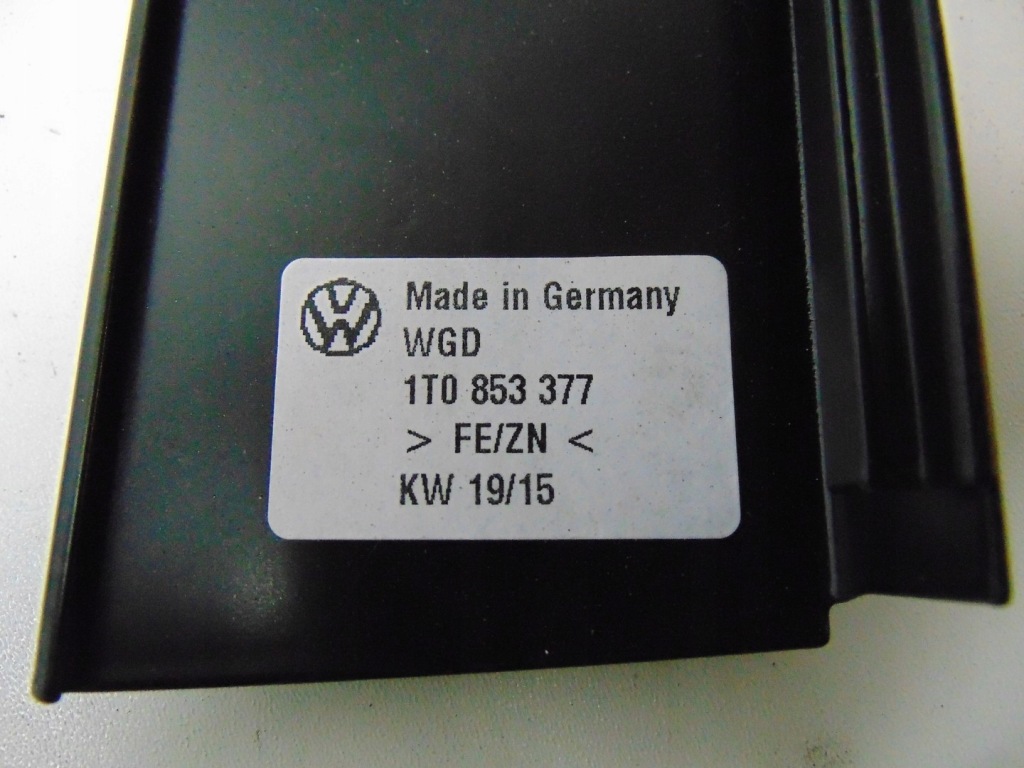 Made in Germany
WGD
1T0 853 377
> FE/ZN <
KW 19/15